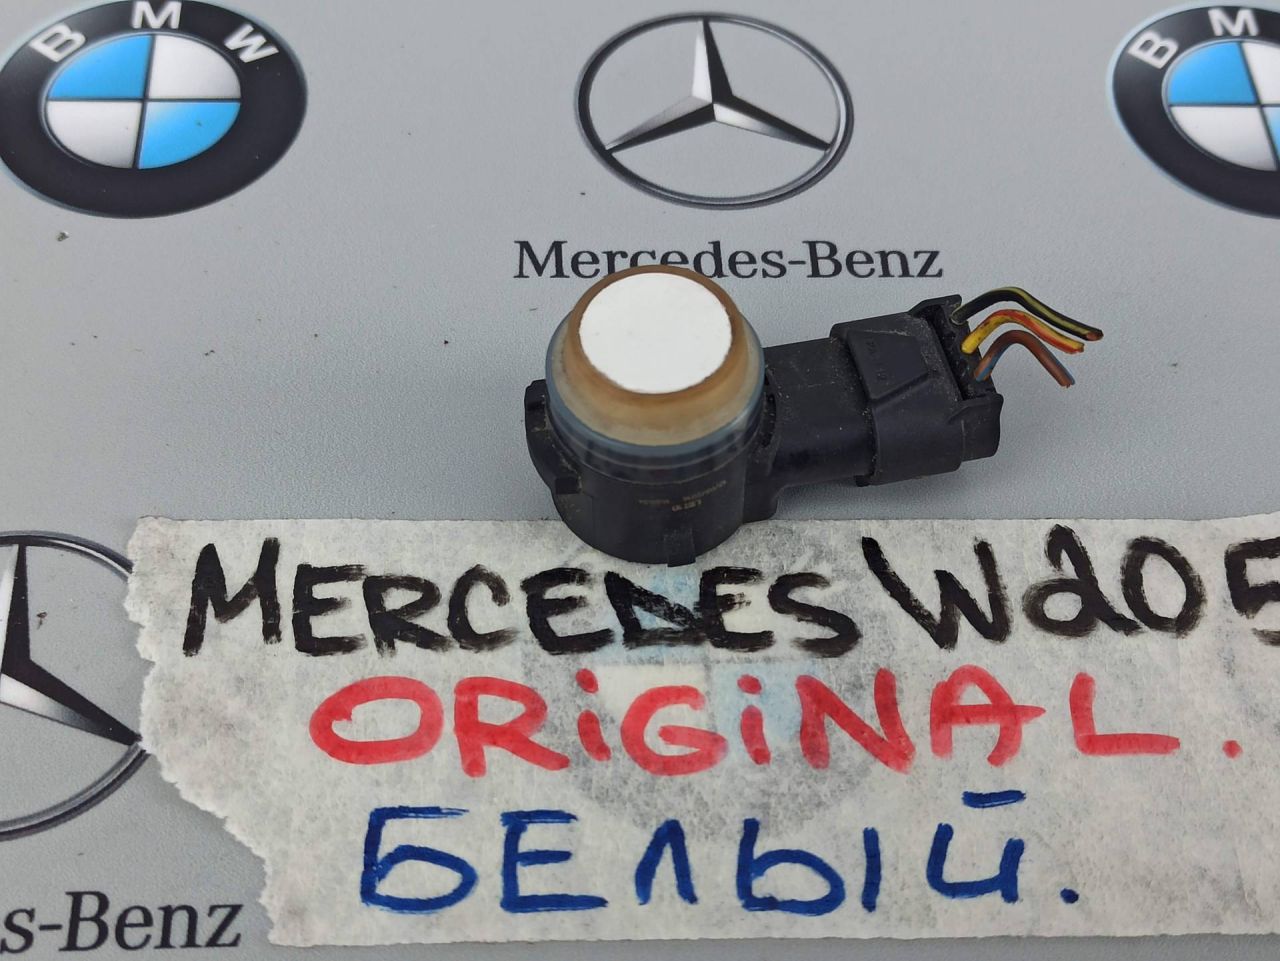 BMW
BMW
Mercedes-Benz
MERCEDES W205
ORiGiNAL.
БЕЛЫЙ.
s-Benz